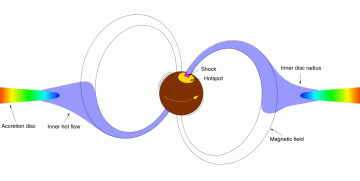 Shock
Hotspot
Inner disc radius
Accretion disc
Inner hot flow
Magnetic field